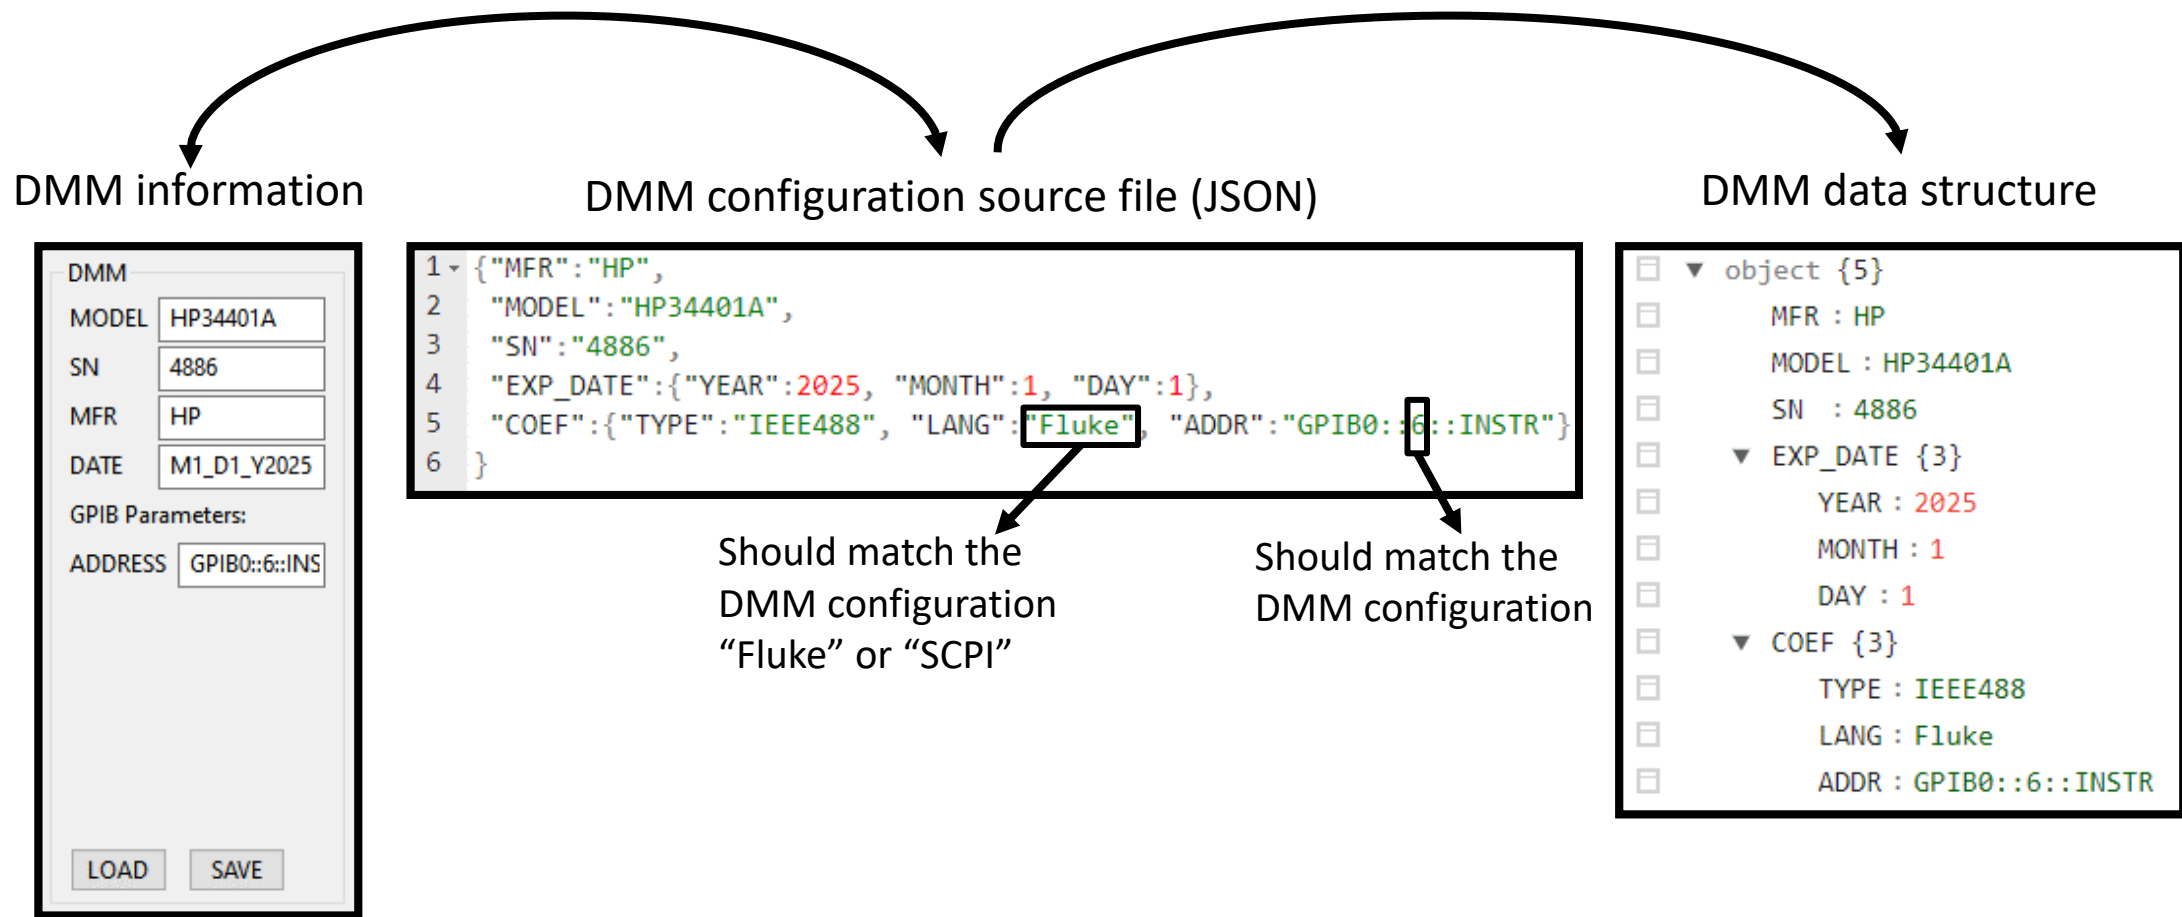 DMM information
DMM
MODEL HP34401A
SN 4886
MFR HP
DATE M1_D1_Y2025
GPIB Parameters:
ADDRESS GPIB0::6::INS
LOAD SAVE
DMM configuration source file (JSON)
1 {"MFR":"HP",
2 "MODEL":"HP34401A",
3 "SN":"4886",
4 "EXP_DATE":{"YEAR":2025, "MONTH":1, "DAY":1},
5 "COEF":{"TYPE":"IEEE488", "LANG":"Fluke", "ADDR":"GPIB0::6::INSTR"}
6 }
Should match the
DMM configuration
“Fluke” or “SCPI”
Should match the
DMM configuration
DMM data structure
object {5}
MFR : HP
MODEL : HP34401A
SN : 4886
EXP_DATE {3}
YEAR : 2025
MONTH : 1
DAY : 1
COEF {3}
TYPE : IEEE488
LANG : Fluke
ADDR : GPIB0::6::INSTR